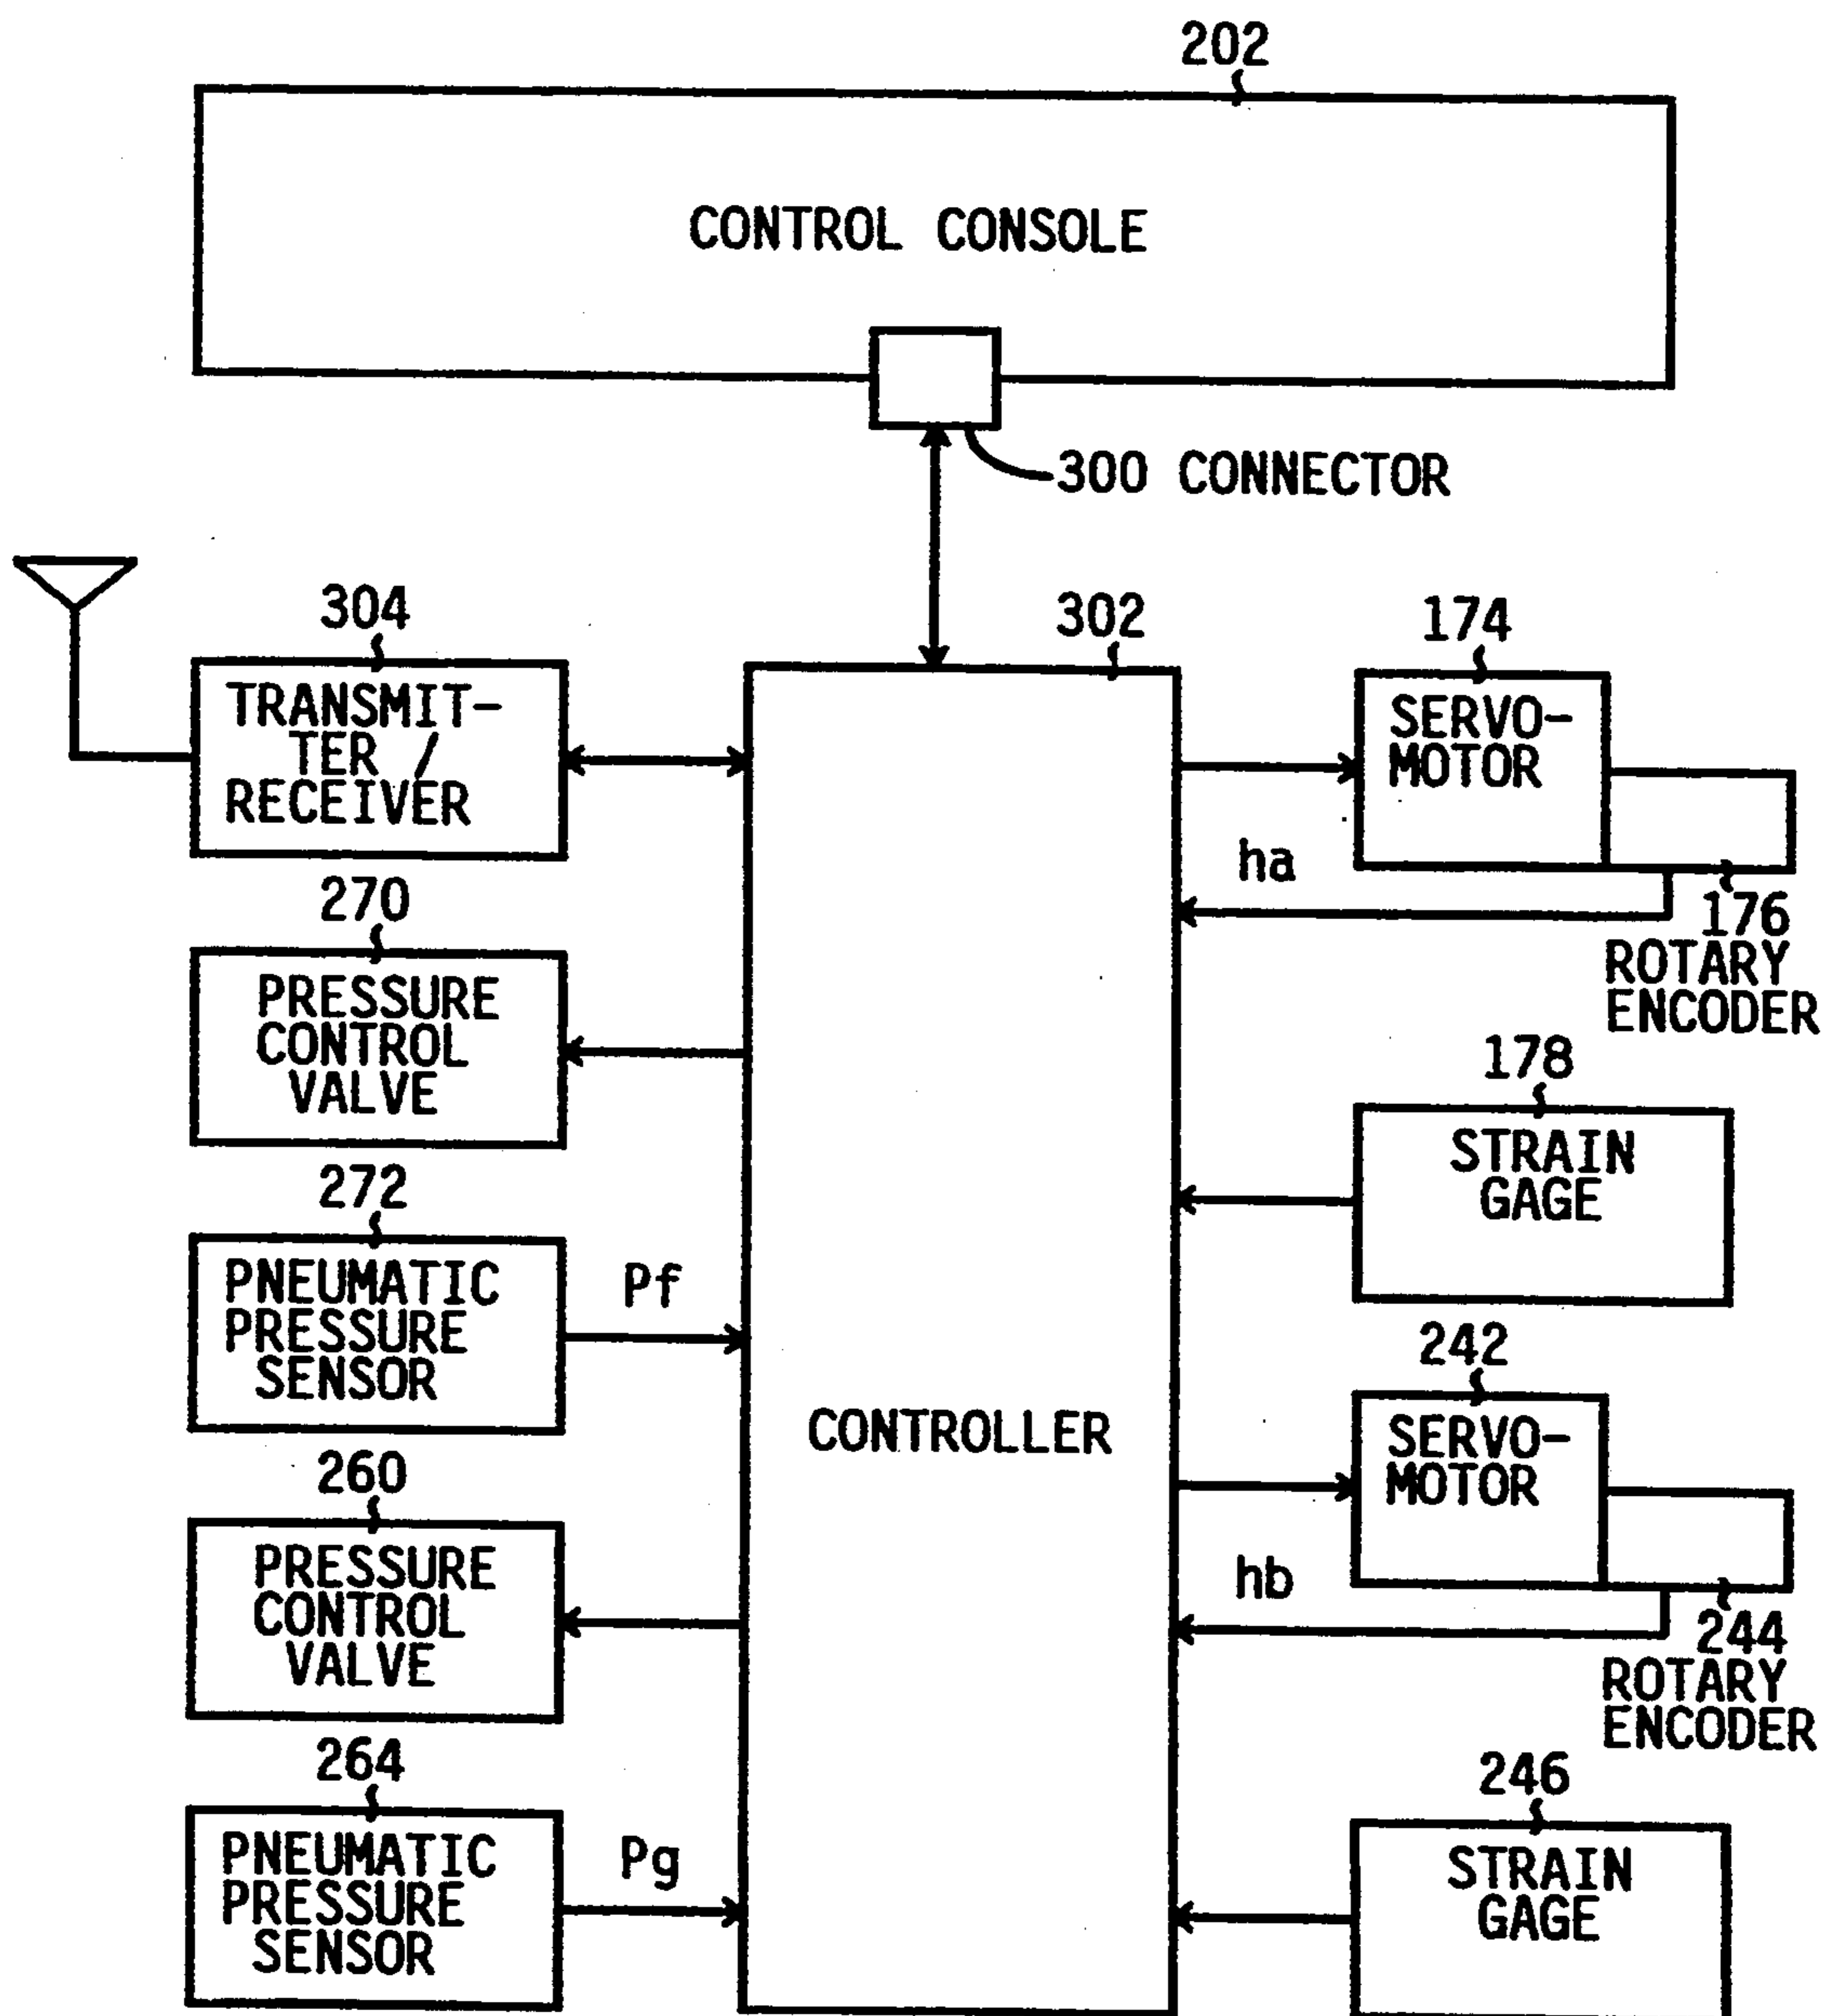 202
CONTROL CONSOLE
300 CONNECTOR
304
TRANSMIT-
TER /
RECEIVER
302
CONTROLLER
174
SERVO-
MOTOR
ha
176
ROTARY
ENCODER
270
PRESSURE
CONTROL
VALVE
178
STRAIN
GAGE
272
PNEUMATIC
PRESSURE
SENSOR
Pf
242
SERVO-
MOTOR
hb
244
ROTARY
ENCODER
260
PRESSURE
CONTROL
VALVE
264
PNEUMATIC
PRESSURE
SENSOR
Pg
246
STRAIN
GAGE